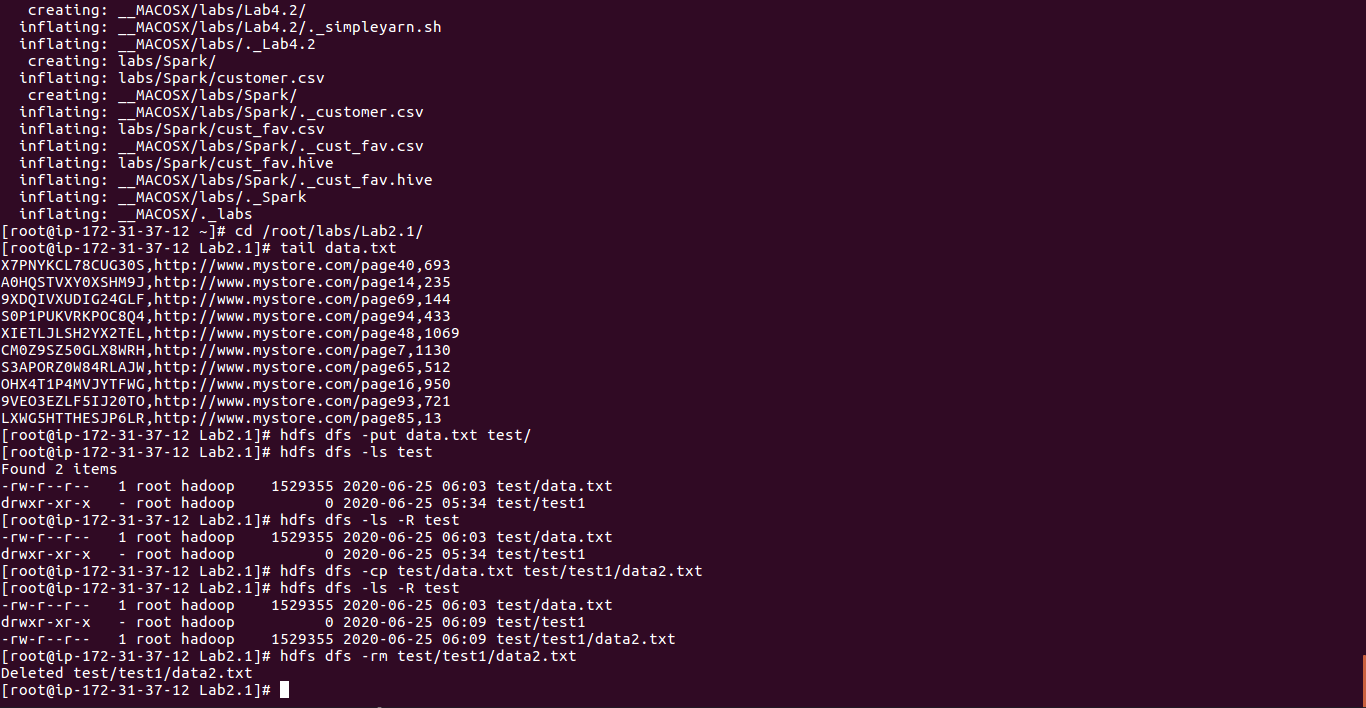 creating: __MACOSX/labs/Lab4.2/
  inflating: __MACOSX/labs/Lab4.2/._simpleyarn.sh
  inflating: __MACOSX/labs/._Lab4.2
   creating: labs/Spark/
  inflating: labs/Spark/customer.csv
   creating: __MACOSX/labs/Spark/
  inflating: __MACOSX/labs/Spark/._customer.csv
  inflating: labs/Spark/cust_fav.csv
  inflating: __MACOSX/labs/Spark/._cust_fav.csv
  inflating: labs/Spark/cust_fav.hive
  inflating: __MACOSX/labs/Spark/._cust_fav.hive
  inflating: __MACOSX/labs/._Spark
  inflating: __MACOSX/._labs
[root@ip-172-31-37-12 ~]# cd /root/labs/Lab2.1/
[root@ip-172-31-37-12 Lab2.1]# tail data.txt
X7PNYKCL78CUG30S,http://www.mystore.com/page40,693
A0HQSTVXY0XSHM9J,http://www.mystore.com/page14,235
9XDQIVXUDIG24GLF,http://www.mystore.com/page69,144
S0P1PUKVRKPOC8Q4,http://www.mystore.com/page94,433
XIETLJLSH2YX2TEL,http://www.mystore.com/page48,1069
CM0Z9SZ50GLX8WRH,http://www.mystore.com/page7,1130
S3APORZ0W84RLAJW,http://www.mystore.com/page65,512
OHX4T1P4MVJYTFWG,http://www.mystore.com/page16,950
9VEO3EZLF5IJ20TO,http://www.mystore.com/page93,721
LXWG5HTTHESJP6LR,http://www.mystore.com/page85,13
[root@ip-172-31-37-12 Lab2.1]# hdfs dfs -put data.txt test/
[root@ip-172-31-37-12 Lab2.1]# hdfs dfs -ls test
Found 2 items
-rw-r--r--   1 root hadoop    1529355 2020-06-25 06:03 test/data.txt
drwxr-xr-x   - root hadoop          0 2020-06-25 05:34 test/test1
[root@ip-172-31-37-12 Lab2.1]# hdfs dfs -ls -R test
-rw-r--r--   1 root hadoop    1529355 2020-06-25 06:03 test/data.txt
drwxr-xr-x   - root hadoop          0 2020-06-25 05:34 test/test1
[root@ip-172-31-37-12 Lab2.1]# hdfs dfs -cp test/data.txt test/test1/data2.txt
[root@ip-172-31-37-12 Lab2.1]# hdfs dfs -ls -R test
-rw-r--r--   1 root hadoop    1529355 2020-06-25 06:03 test/data.txt
drwxr-xr-x   - root hadoop          0 2020-06-25 06:09 test/test1
-rw-r--r--   1 root hadoop    1529355 2020-06-25 06:09 test/test1/data2.txt
[root@ip-172-31-37-12 Lab2.1]# hdfs dfs -rm test/test1/data2.txt
Deleted test/test1/data2.txt
[root@ip-172-31-37-12 Lab2.1]#